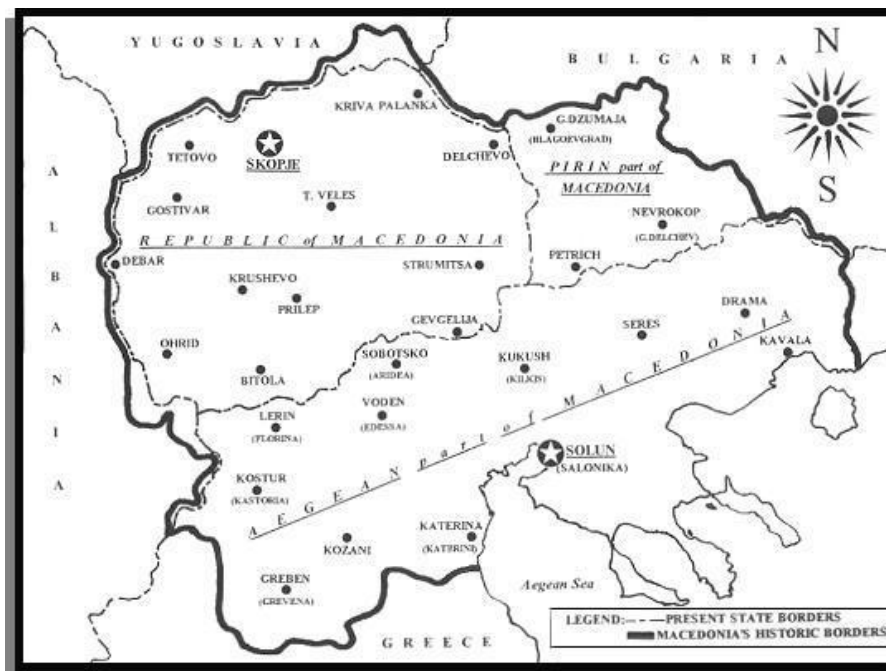 YUGOSLAVIA
BULGARIA
N
S
KRIVA PALANKA
G.DZUMAJA
(BLAGOEVGRAD)
TETOVO
SKOPJE
DELCHEVO
PIRIN part of
MACEDONIA
GOSTIVAR
T. VELES
NEVROKOP
(G.DELCHEV)
REPUBLIC of MACEDONIA
DEBAR
STRUMITSA
PETRICH
KRUSHEVO
PRILEP
DRAMA
GEVGELIJA
SERES
KAVALA
OHRID
SOBOTSKO
(ARIDEA)
KUKUSH
(KILKIS)
BITOLA
VODEN
(EDESSA)
LERIN
(FLORINA)
AEGEAN part of MACEDONIA
SOLUN
(SALONIKA)
ALBANIA
KOSTUR
(KASTORIA)
KOZANI
KATERINA
(KATERINI)
GREBEN
(GREVENA)
Aegean Sea
GREECE
LEGEND: PRESENT STATE BORDERS
MACEDONIA'S HISTORIC BORDERS